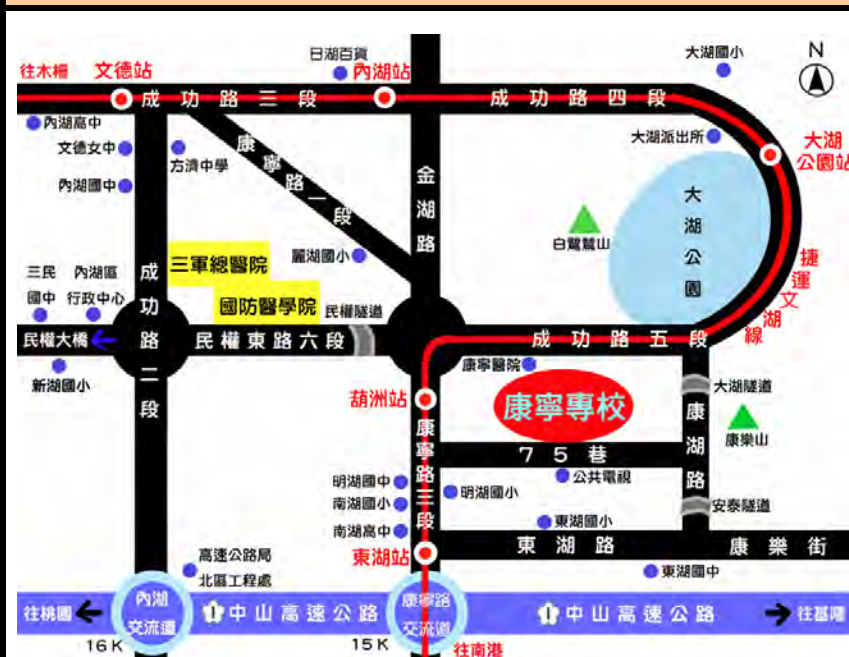 日湖百貨
大湖國小
N
往木柵
文德站
內湖站
成功路三段
成功路四段
內湖高中
大湖派出所
大湖
公園站
文德女中
方濟中學
康寧路一段
內湖國中
金湖路
大湖公園
白鷺鷥山
三軍總醫院
麗湖國小
國防醫學院
民權隧道
三民
國中
內湖區
行政中心
成功路二段
捷運文湖線
民權大橋
民權東路六段
成功路五段
新湖國小
康寧醫院
葫洲站
康寧專校
大湖隧道
康湖路
康樂山
康寧路三段
75巷
明湖國中
明湖國小
公共電視
南湖國小
安泰隧道
南湖高中
東湖國小
東湖站
東湖路
康樂街
高速公路局
北區工程處
東湖國中
往桃園
內湖
交流道
1
中山高速公路
康寧路
交流道
1
中山高速公路
往基隆
16K
15K
往南港